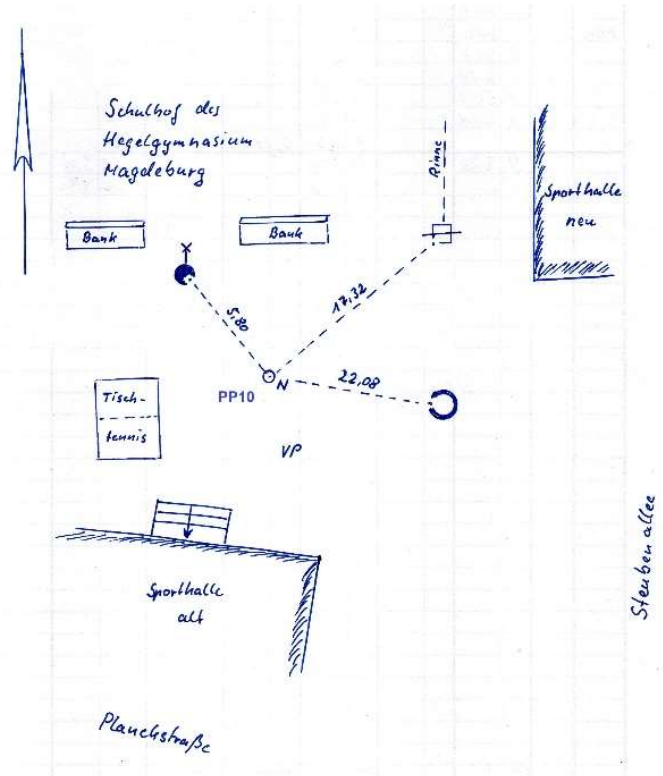 Schulhof des
Hegelgymnasium
Magdeburg
Rinne
Sporthalle
neu
Bank
Bank
5,80
17,32
22,08
N
PP10
Tisch-
tennis
VP
Sporthalle
alt
Steubenallee
Planckstraße